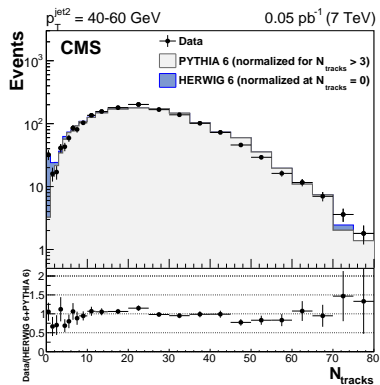 p_T^jet2 = 40-60 GeV 0.05 pb⁻¹ (7 TeV)
CMS
Data
PYTHIA 6 (normalized for N_tracks > 3)
HERWIG 6 (normalized at N_tracks = 0)
Events
10³
10²
10
1
Data/(HERWIG 6+PYTHIA 6)
2
1.5
1
0.5
0
0 10 20 30 40 50 60 70 80
N_tracks